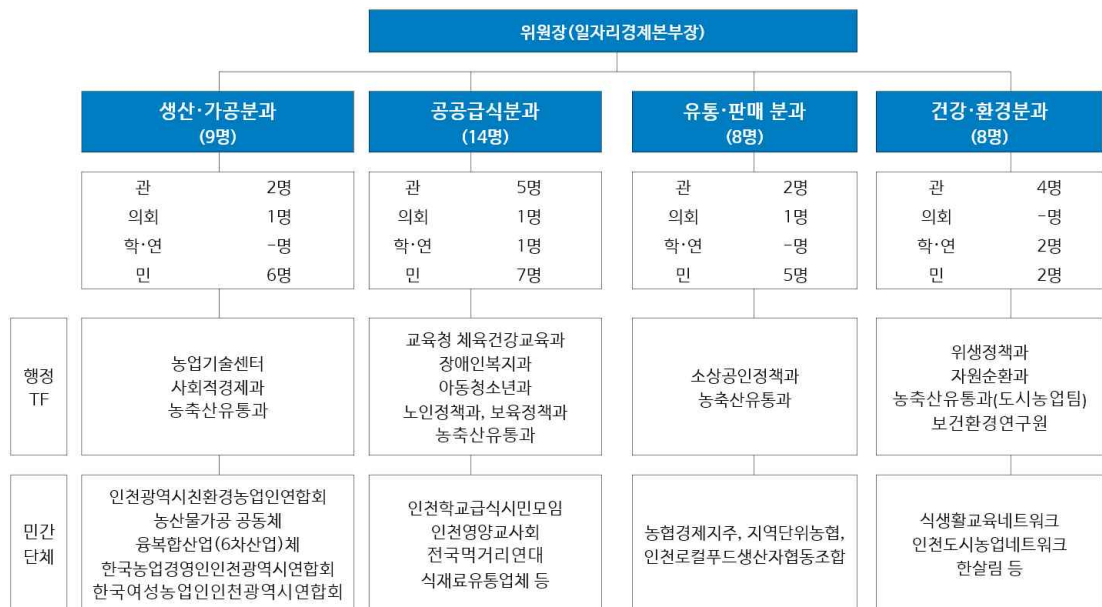 위원장(일자리경제본부장)
생산·가공분과
(9명)
공공급식분과
(14명)
유통·판매 분과
(8명)
건강·환경분과
(8명)
관 2명
의회 1명
학·연 -명
민 6명
관 5명
의회 1명
학·연 1명
민 7명
관 2명
의회 1명
학·연 -명
민 5명
관 4명
의회 -명
학·연 2명
민 2명
행정
TF
농업기술센터
사회적경제과
농축산유통과
교육청 체육건강교육과
장애인복지과
아동청소년과
노인정책과, 보육정책과
농축산유통과
소상공인정책과
농축산유통과
위생정책과
자원순환과
농축산유통과(도시농업팀)
보건환경연구원
민간
단체
인천광역시친환경농업인연합회
농산물가공 공동체
융복합산업(6차산업)체
한국농업경영인인천광역시연합회
한국여성농업인인천광역시연합회
인천학교급식시민모임
인천영양교사회
전국먹거리연대
식재료유통업체 등
농협경제지주, 지역단위농협,
인천로컬푸드생산자협동조합
식생활교육네트워크
인천도시농업네트워크
한살림 등